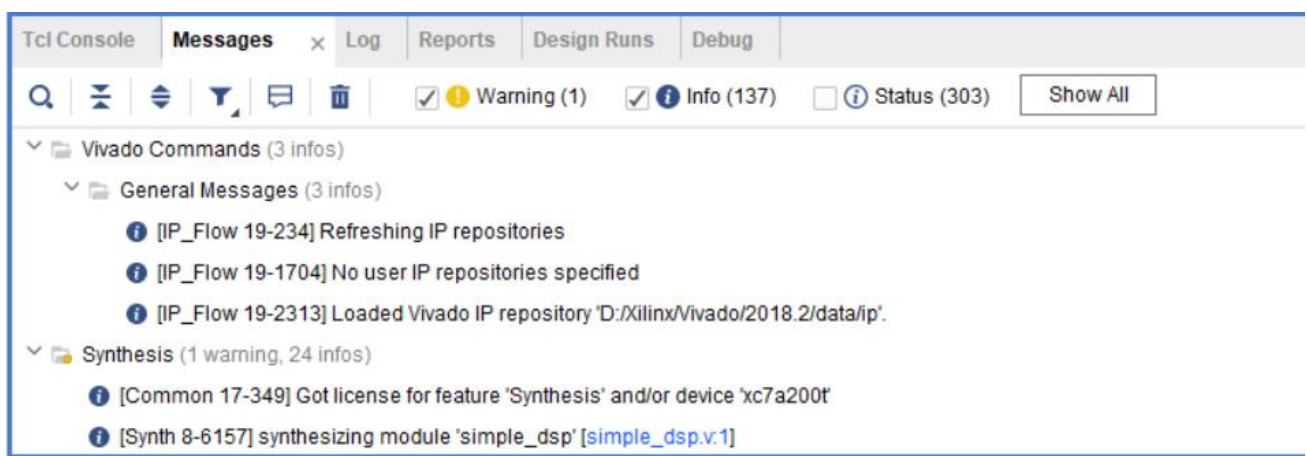 Tcl Console Messages × Log Reports Design Runs Debug
Warning (1) Info (137) Status (303) Show All
Vivado Commands (3 infos)
General Messages (3 infos)
[IP_Flow 19-234] Refreshing IP repositories
[IP_Flow 19-1704] No user IP repositories specified
[IP_Flow 19-2313] Loaded Vivado IP repository 'D:/Xilinx/Vivado/2018.2/data/ip'.
Synthesis (1 warning, 24 infos)
[Common 17-349] Got license for feature 'Synthesis' and/or device 'xc7a200t'
[Synth 8-6157] synthesizing module 'simple_dsp' [simple_dsp.v:1]